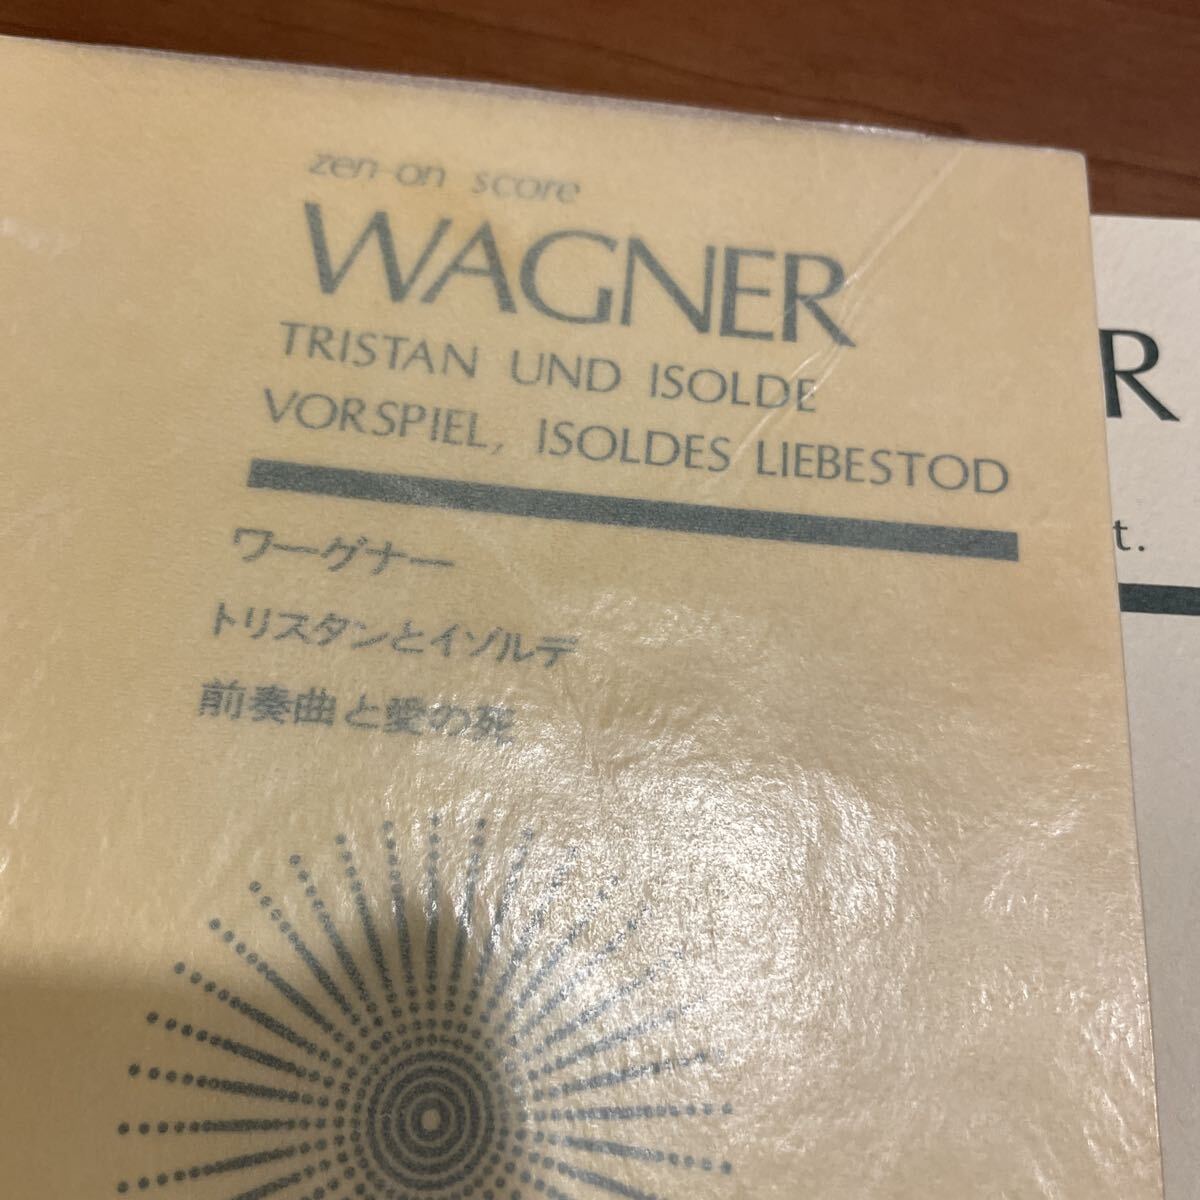 zen-on score
WAGNER
TRISTAN UND ISOLDE
VORSPIEL, ISOLDES LIEBESTOD
ワーグナー
トリスタンとイゾルデ
前奏曲と愛の死
R
t.